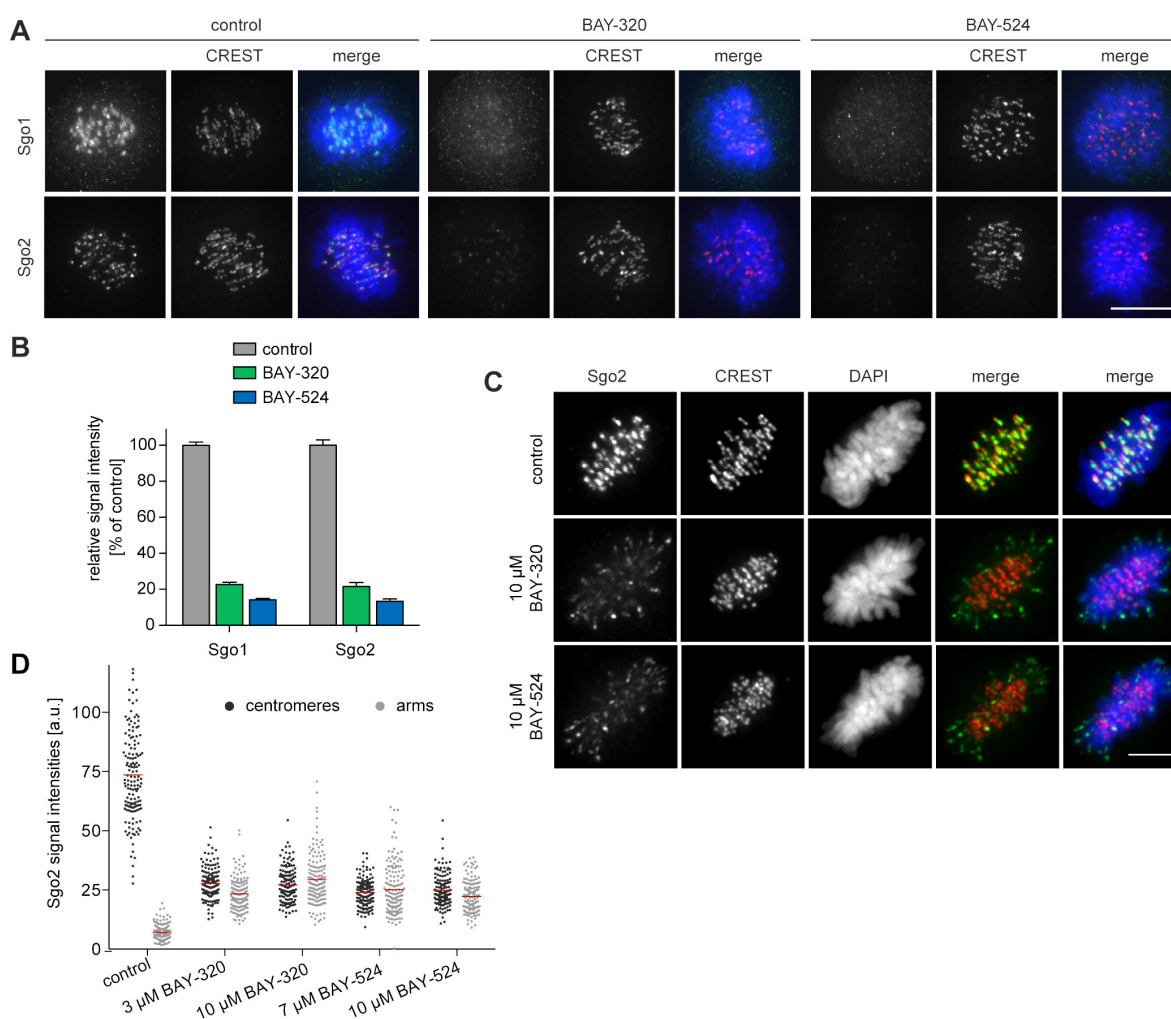 A
control
BAY-320
BAY-524
CREST
merge
CREST
merge
CREST
merge
Sgo1
Sgo2
B
control
BAY-320
BAY-524
relative signal intensity
[% of control]
100
80
60
40
20
0
Sgo1
Sgo2
C
Sgo2
CREST
DAPI
merge
merge
control
10 µM
BAY-320
10 µM
BAY-524
D
centromeres
arms
Sgo2 signal intensities [a.u.]
100
75
50
25
0
control
3 µM BAY-320
10 µM BAY-320
7 µM BAY-524
10 µM BAY-524